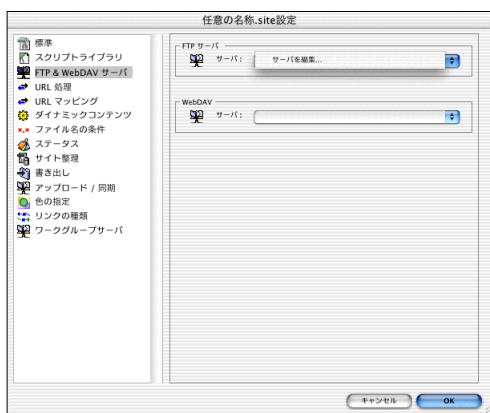 任意の名称.site設定
標準
スクリプトライブラリ
FTP & WebDAV サーバ
URL 処理
URL マッピング
ダイナミックコンテンツ
ファイル名の条件
ステータス
サイト整理
書き出し
アップロード / 同期
色の指定
リンクの種類
ワークグループサーバ
FTP サーバ
サーバ:
サーバを編集...
WebDAV
サーバ:
キャンセル
OK